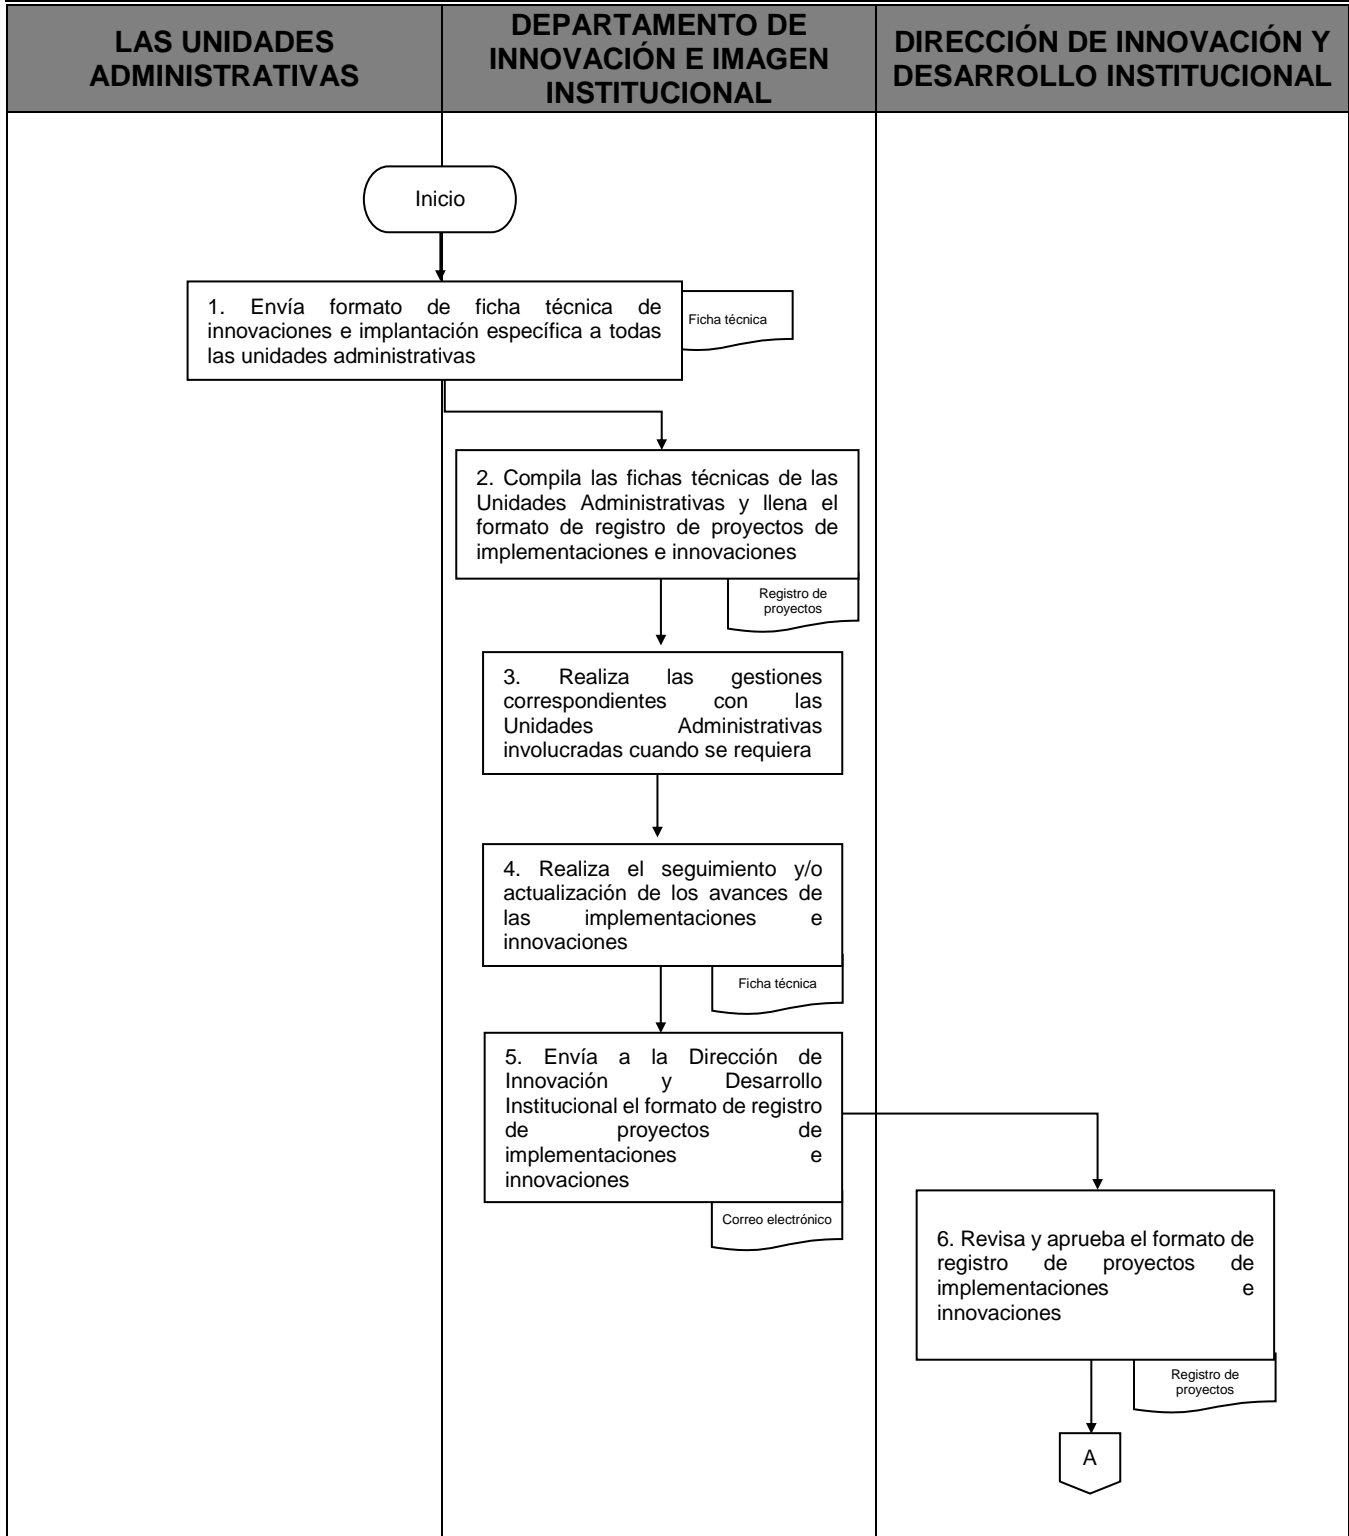 LAS UNIDADES
ADMINISTRATIVAS
DEPARTAMENTO DE
INNOVACIÓN E IMAGEN
INSTITUCIONAL
DIRECCIÓN DE INNOVACIÓN Y
DESARROLLO INSTITUCIONAL
Inicio
1. Envía formato de ficha técnica de
innovaciones e implantación específica a todas
las unidades administrativas
Ficha técnica
2. Compila las fichas técnicas de las
Unidades Administrativas y llena el
formato de registro de proyectos de
implementaciones e innovaciones
Registro de
proyectos
3. Realiza las gestiones
correspondientes con las
Unidades Administrativas
involucradas cuando se requiera
4. Realiza el seguimiento y/o
actualización de los avances de
las implementaciones e
innovaciones
Ficha técnica
5. Envía a la Dirección de
Innovación y Desarrollo
Institucional el formato de registro
de proyectos de
implementaciones e
innovaciones
Correo electrónico
6. Revisa y aprueba el formato de
registro de proyectos de
implementaciones e
innovaciones
Registro de
proyectos
A